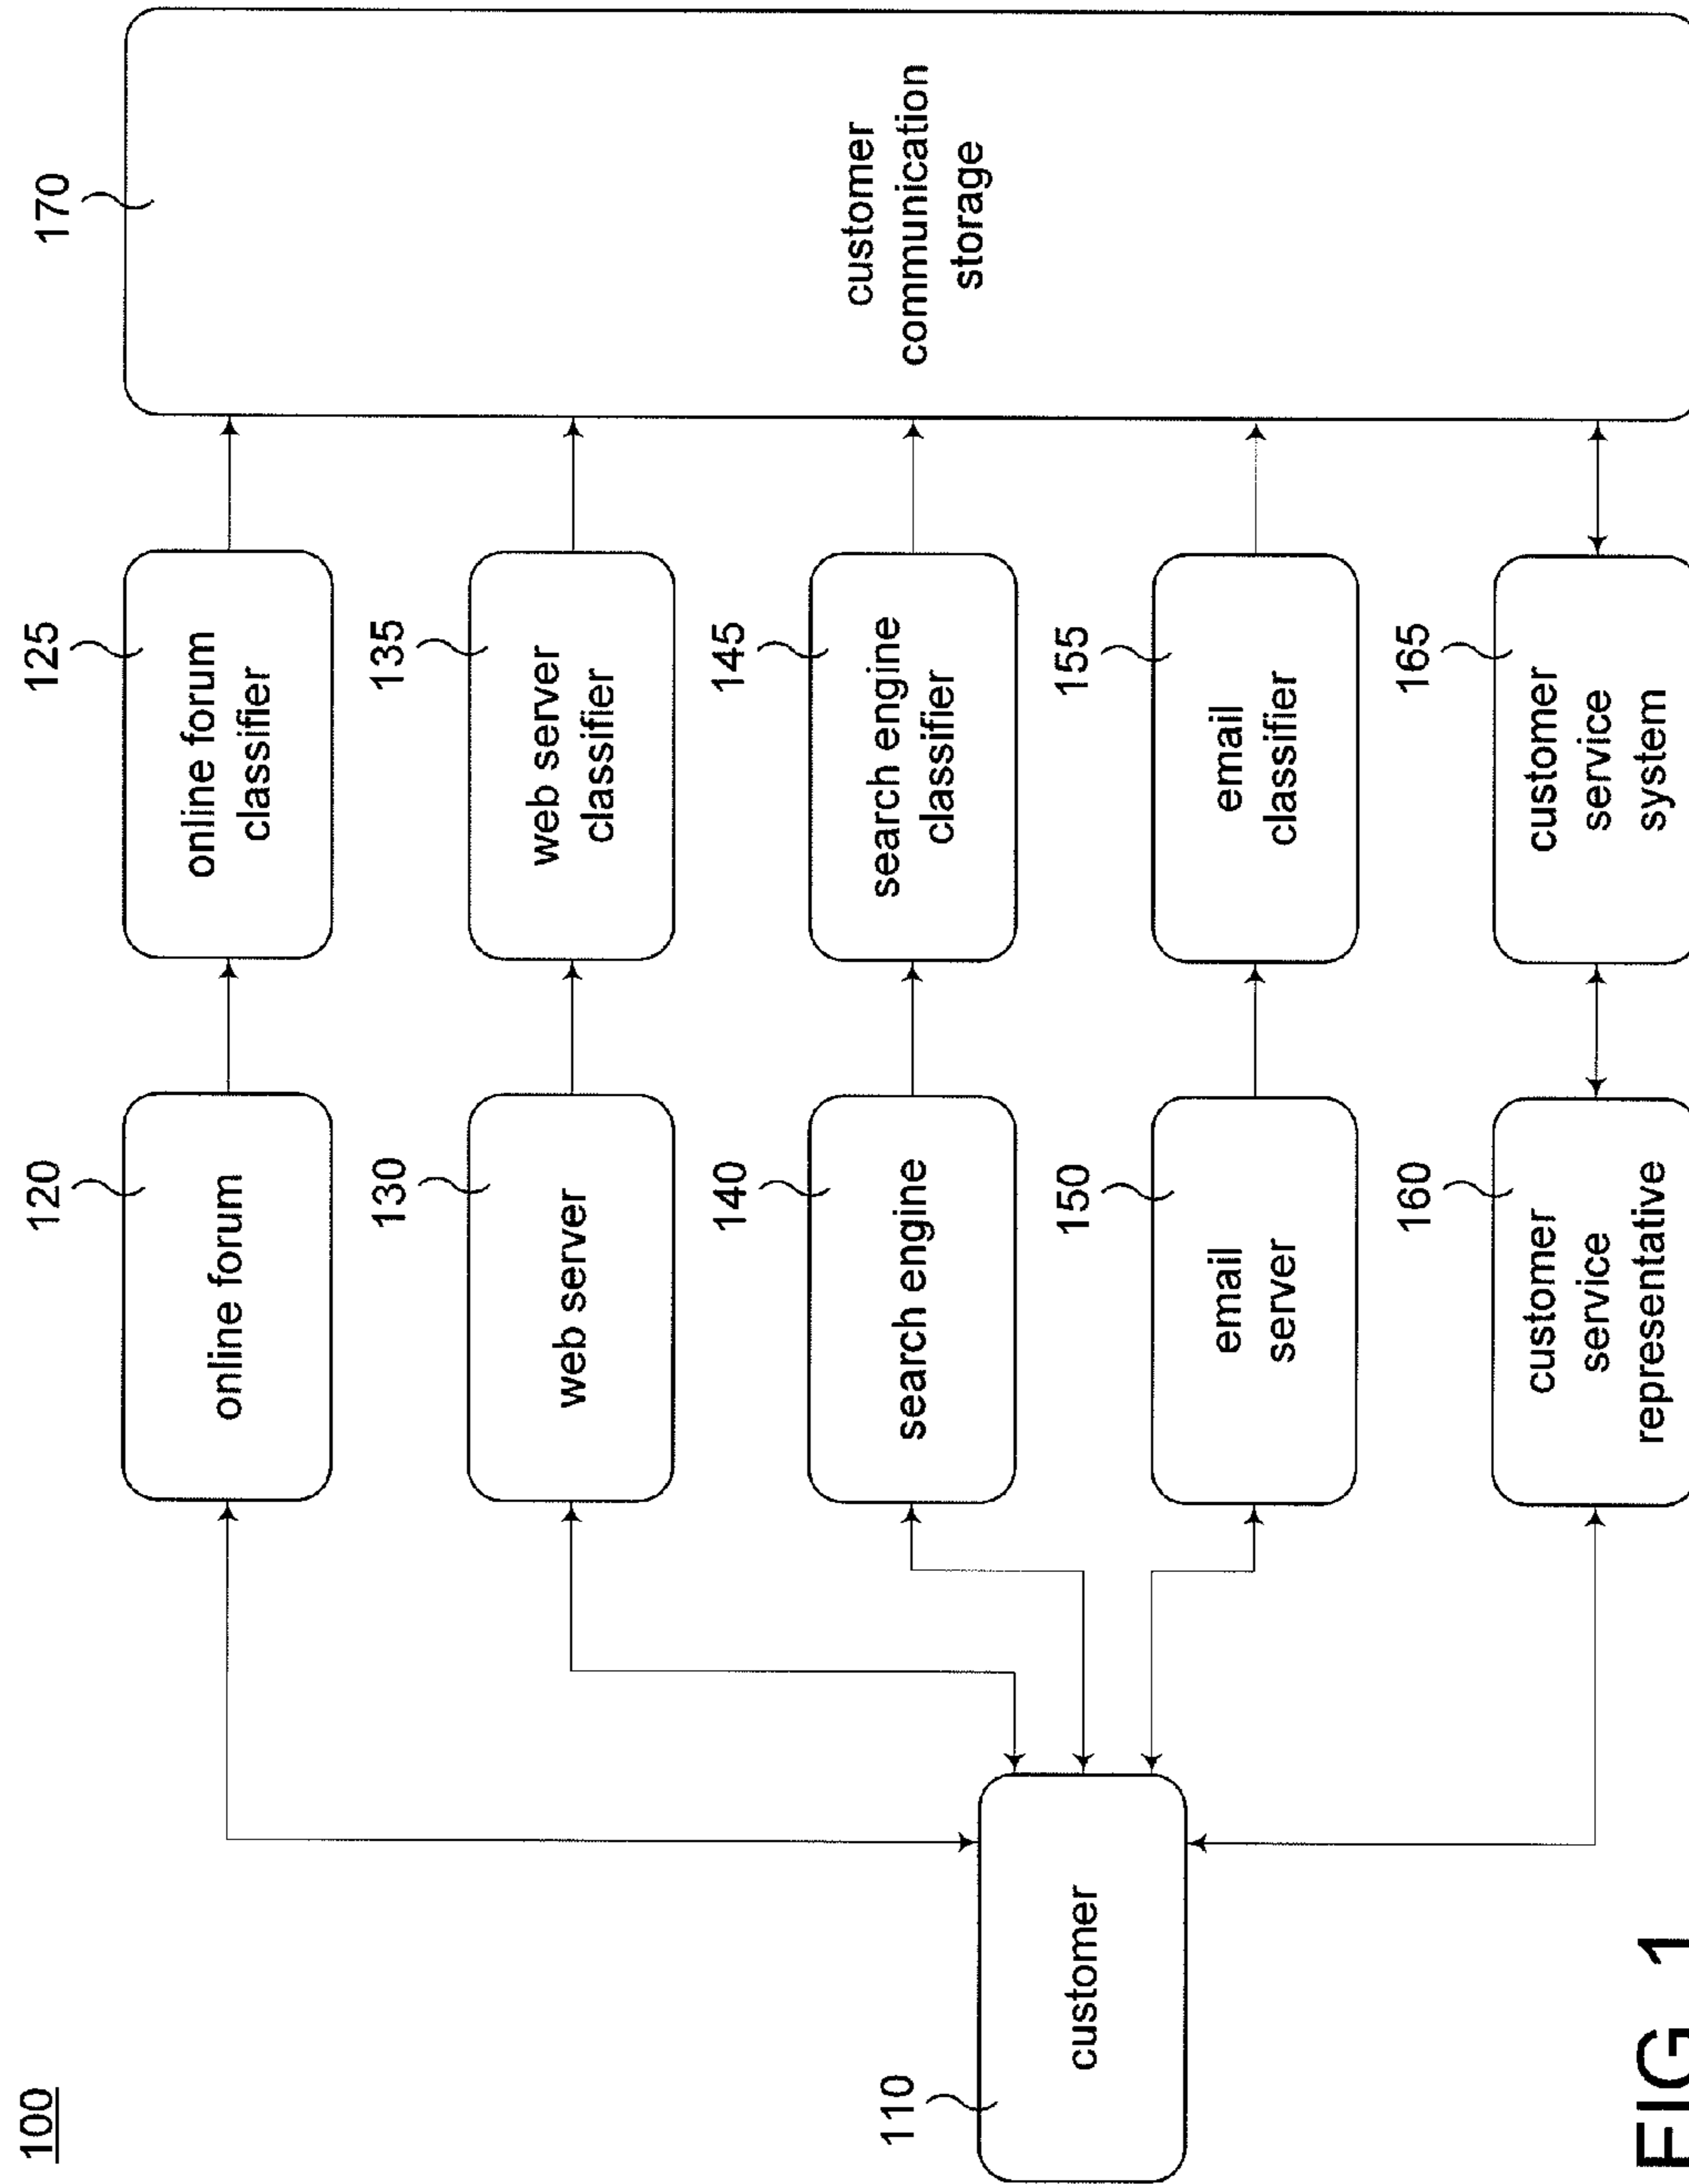 100
110
customer
120
online forum
130
web server
140
search engine
150
email
server
160
customer
service
representative
125
online forum
classifier
135
web server
classifier
145
search engine
classifier
155
email
classifier
165
customer
service
system
170
customer
communication
storage
FIG. 1